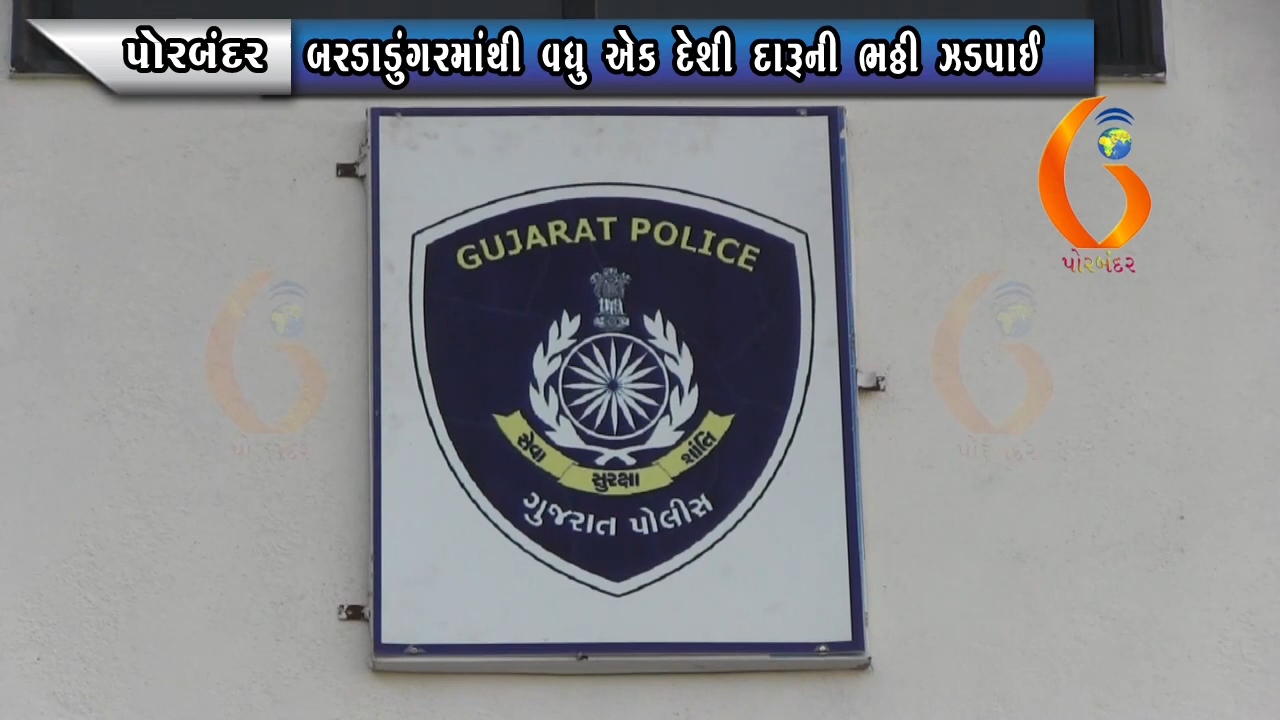 પોરબંદર બરડાડુંગરમાંથી વધુ એક દેશી દારૂની ભઠ્ઠી ઝડપાઈ
પોરબંદર
GUJARAT POLICE
સેવા સુરક્ષા શાંતિ
ગુજરાત પોલીસ